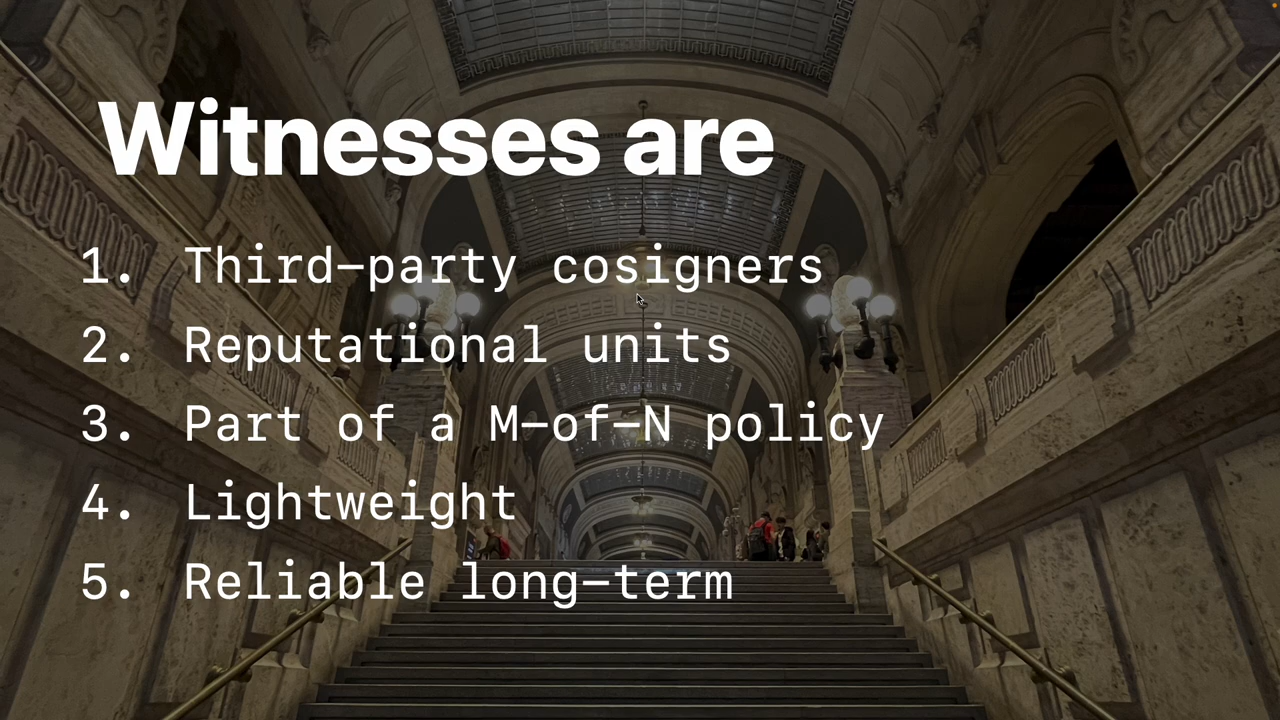 Witnesses are
1. Third-party cosigners
2. Reputational units
3. Part of a M-of-N policy
4. Lightweight
5. Reliable long-term